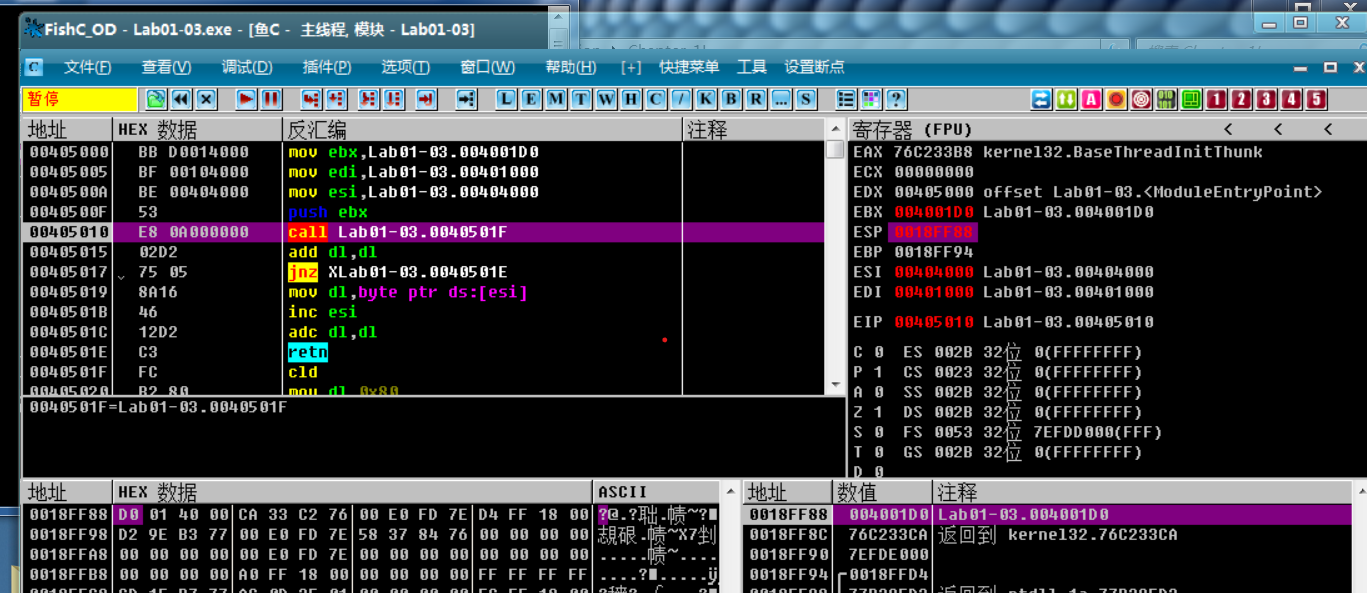 FishC_OD - Lab01-03.exe - [鱼C - 主线程, 模块 - Lab01-03]
C 文件(F) 查看(V) 调试(D) 插件(P) 选项(T) 窗口(W) 帮助(H) [+] 快捷菜单 工具 设置断点
暂停 L E M T W H C / K B R ... S ? A 1 2 3 4 5
地址 HEX 数据 反汇编 注释
00405000 BB D0014000 mov ebx,Lab01-03.004001D0
00405005 BF 00104000 mov edi,Lab01-03.00401000
0040500A BE 00404000 mov esi,Lab01-03.00404000
0040500F 53 push ebx
00405010 E8 0A000000 call Lab01-03.0040501F
00405015 02D2 add dl,dl
00405017 75 05 jnz XLab01-03.0040501E
00405019 8A16 mov dl,byte ptr ds:[esi]
0040501B 46 inc esi
0040501C 12D2 adc dl,dl
0040501E C3 retn
0040501F FC cld
00405020 B2 80 mov dl,0x80
0040501F=Lab01-03.0040501F
寄存器 (FPU) < < <
EAX 76C233B8 kernel32.BaseThreadInitThunk
ECX 00000000
EDX 00405000 offset Lab01-03.<ModuleEntryPoint>
EBX 004001D0 Lab01-03.004001D0
ESP 0018FF88
EBP 0018FF94
ESI 00404000 Lab01-03.00404000
EDI 00401000 Lab01-03.00401000
EIP 00405010 Lab01-03.00405010
C 0 ES 002B 32位 0(FFFFFFFF)
P 1 CS 0023 32位 0(FFFFFFFF)
A 0 SS 002B 32位 0(FFFFFFFF)
Z 1 DS 002B 32位 0(FFFFFFFF)
S 0 FS 0053 32位 7EFDD000(FFF)
T 0 GS 002B 32位 0(FFFFFFFF)
D 0
地址 HEX 数据 ASCII
0018FF88 D0 01 40 00 CA 33 C2 76 00 E0 FD 7E D4 FF 18 00
0018FF98 D2 9E B3 77 00 E0 FD 7E 58 37 84 76 00 00 00 00
0018FFA8 00 00 00 00 00 E0 FD 7E 00 00 00 00 00 00 00 00
0018FFB8 00 00 00 00 A0 FF 18 00 00 00 00 00 FF FF FF FF
地址 数值 注释
0018FF88 004001D0 Lab01-03.004001D0
0018FF8C 76C233CA 返回到 kernel32.76C233CA
0018FF90 7EFDE000
0018FF94 0018FFD4